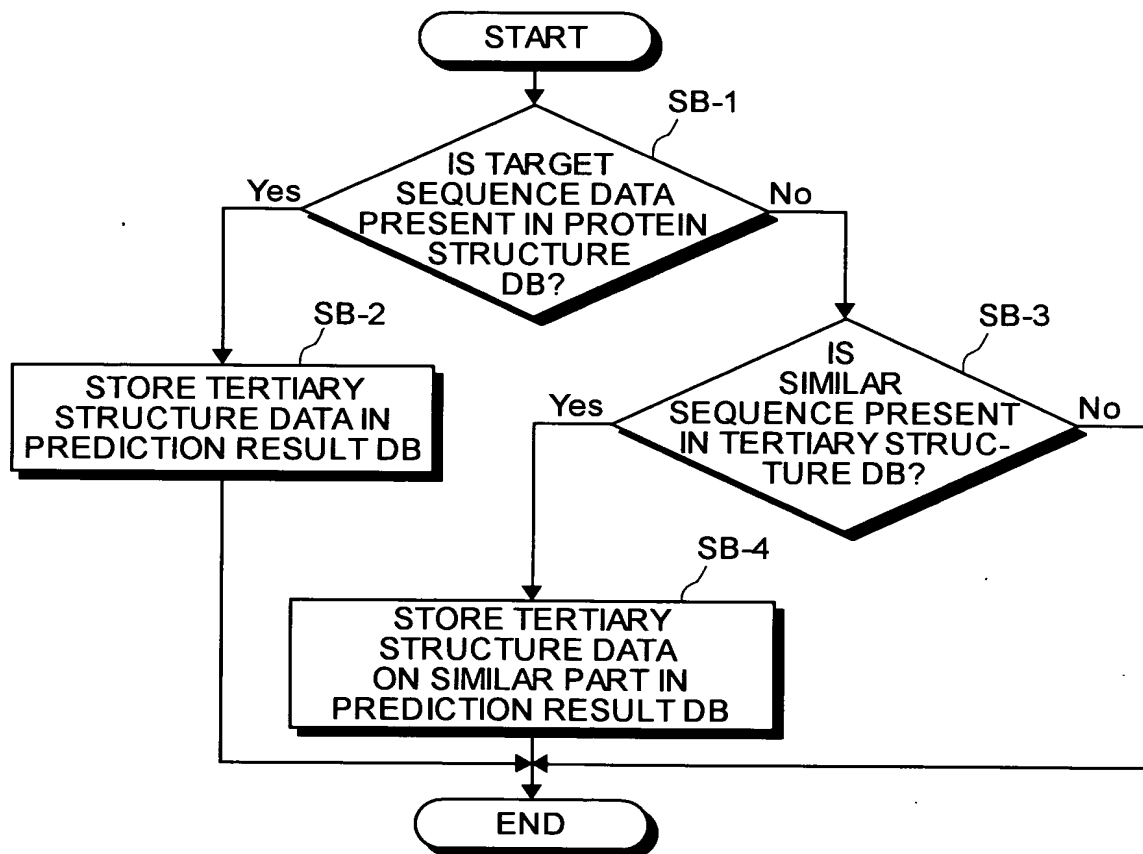 START
SB-1
IS TARGET
SEQUENCE DATA
PRESENT IN PROTEIN
STRUCTURE
DB?
Yes
No
SB-2
STORE TERTIARY
STRUCTURE DATA IN
PREDICTION RESULT DB
SB-3
IS
SIMILAR
SEQUENCE PRESENT
IN TERTIARY STRUC-
TURE DB?
Yes
No
SB-4
STORE TERTIARY
STRUCTURE DATA
ON SIMILAR PART IN
PREDICTION RESULT DB
END